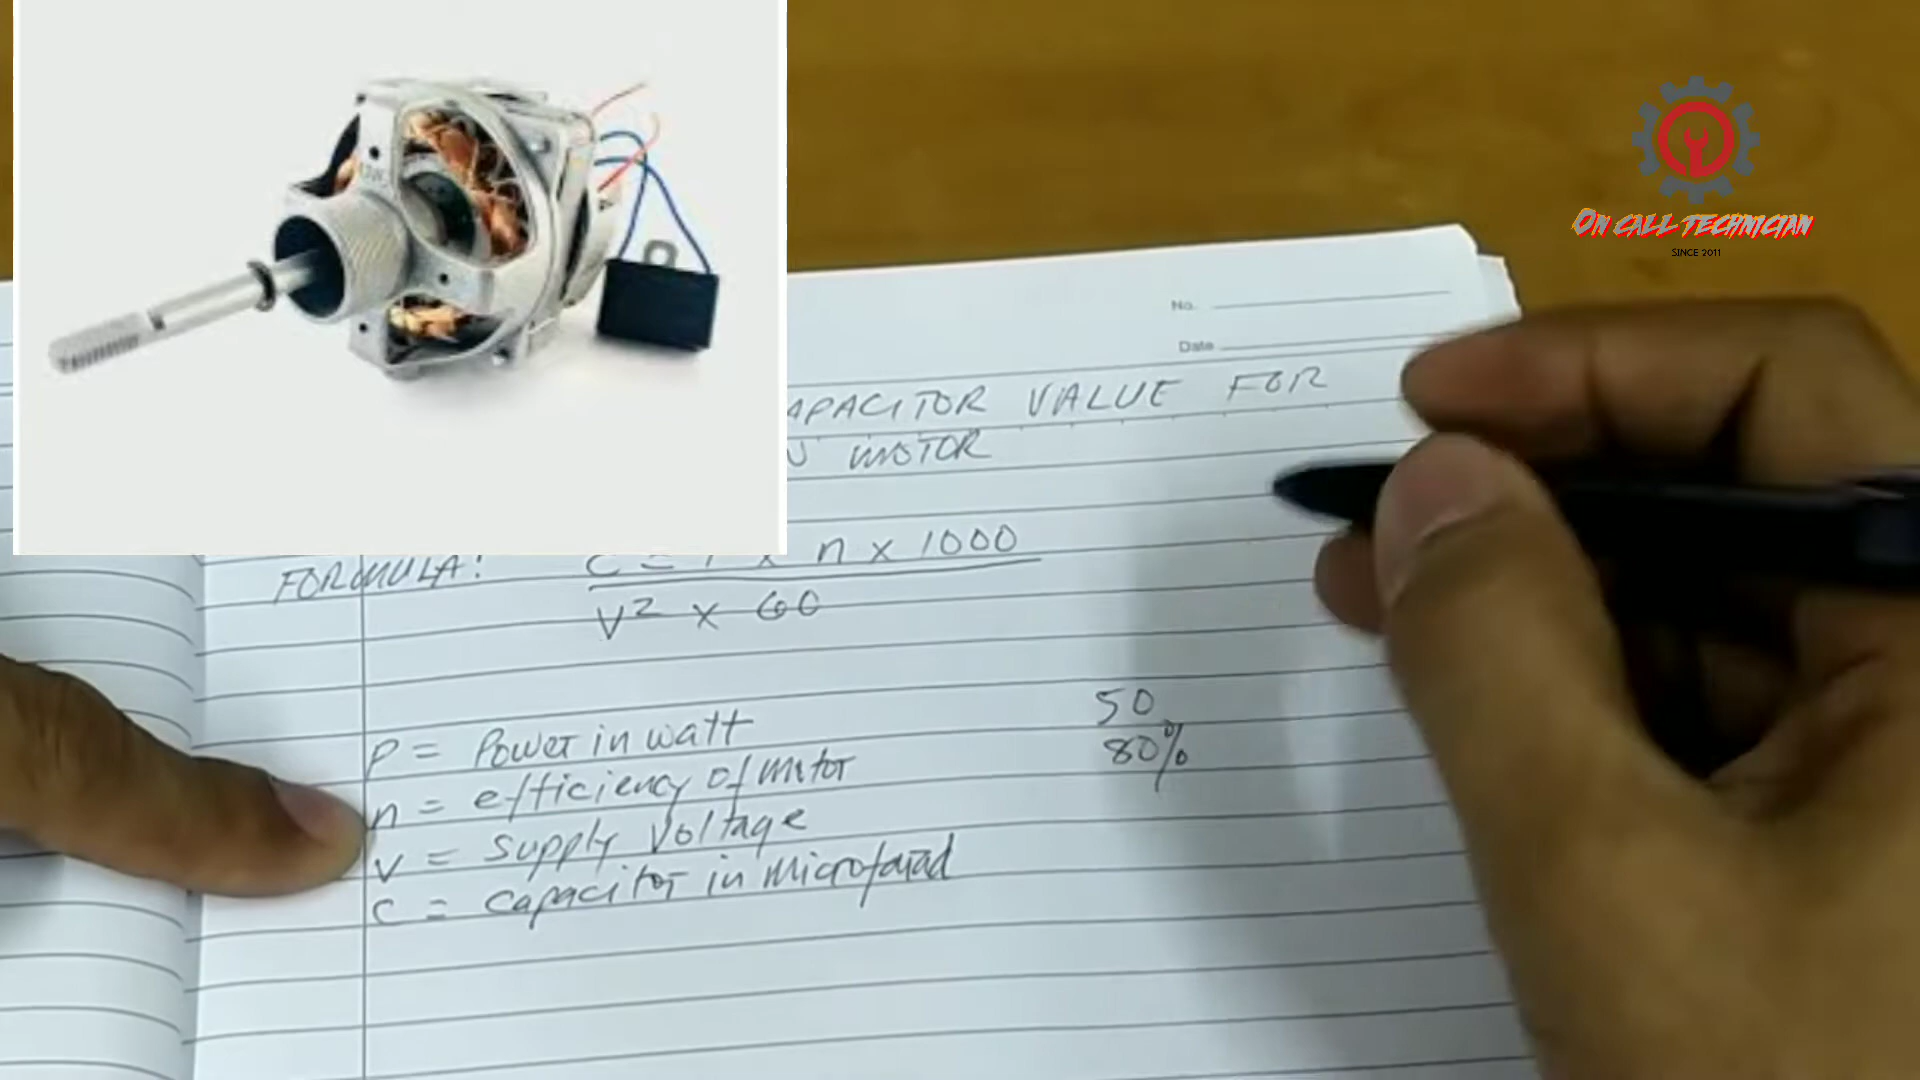 ON CALL TECHNICIAN
SINCE 2011
No.
Date
VALUE FOR
MOTOR
FORMULA: C = x n x 1000
V² x 60
P = Power in watt 50
n = efficiency of motor 80%
V = supply Voltage
C = capacitor in microfarad